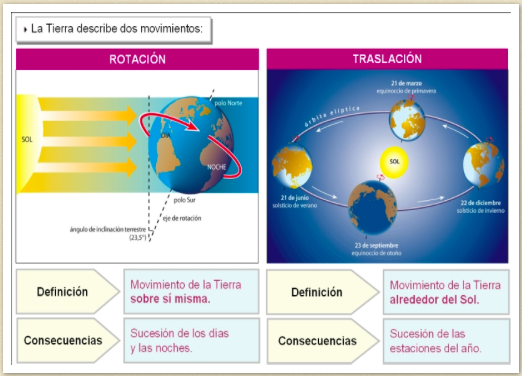 La Tierra describe dos movimientos:
ROTACIÓN
SOL
polo Norte
DÍA
NOCHE
polo Sur
eje de rotación
ángulo de inclinación terrestre
(23,5°)
Definición
Movimiento de la Tierra
sobre sí misma.
Consecuencias
Sucesión de los días
y las noches.
TRASLACIÓN
21 de marzo
equinoccio de primavera
órbita elíptica
SOL
21 de junio
solsticio de verano
22 de diciembre
solsticio de invierno
23 de septiembre
equinoccio de otoño
Definición
Movimiento de la Tierra
alrededor del Sol.
Consecuencias
Sucesión de las
estaciones del año.